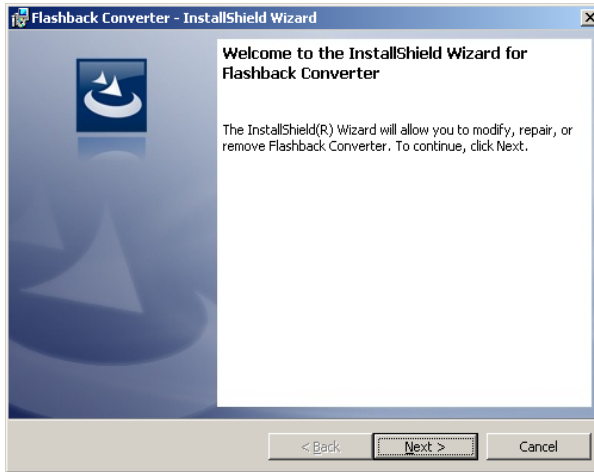 Flashback Converter - InstallShield Wizard
Welcome to the InstallShield Wizard for
Flashback Converter
The InstallShield(R) Wizard will allow you to modify, repair, or
remove Flashback Converter. To continue, click Next.
< Back
Next >
Cancel